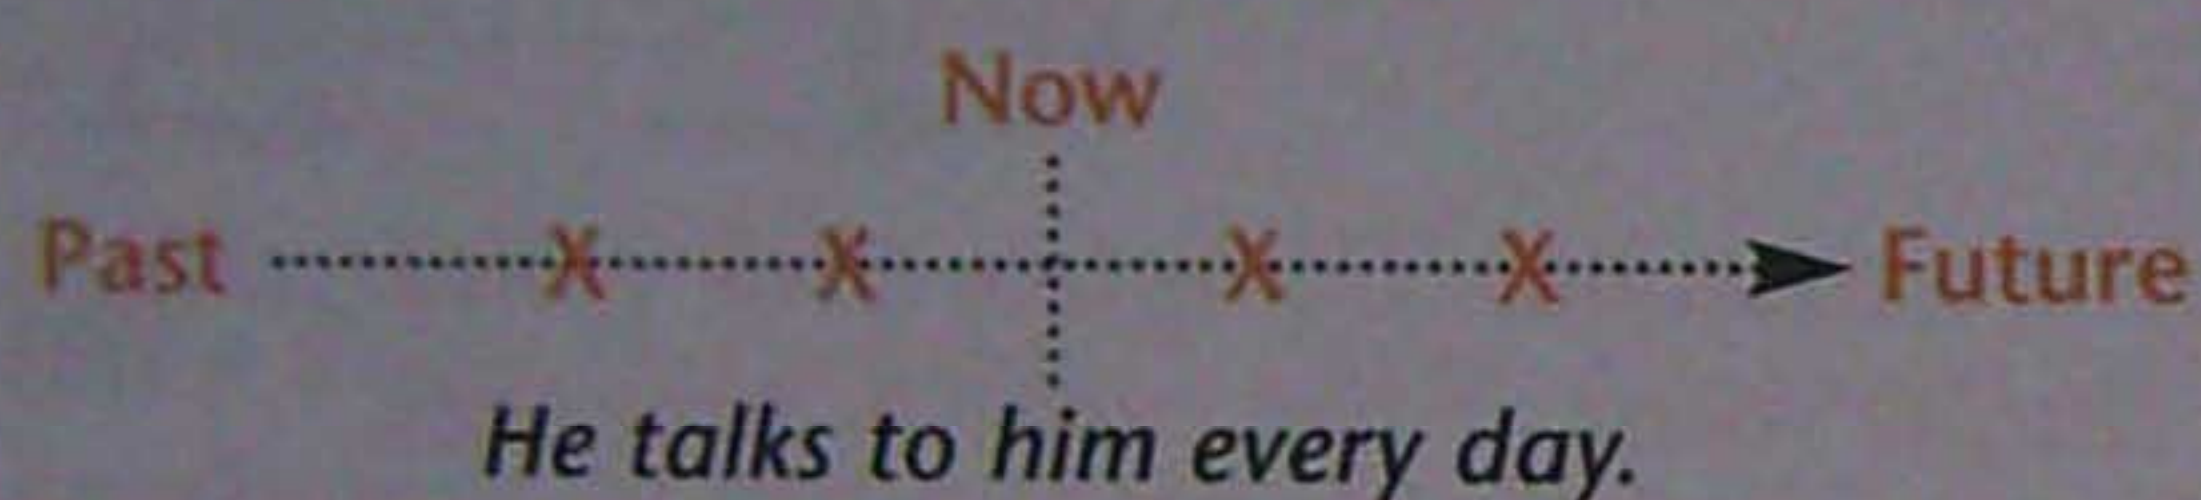 Now
Past X X X X Future
He talks to him every day.